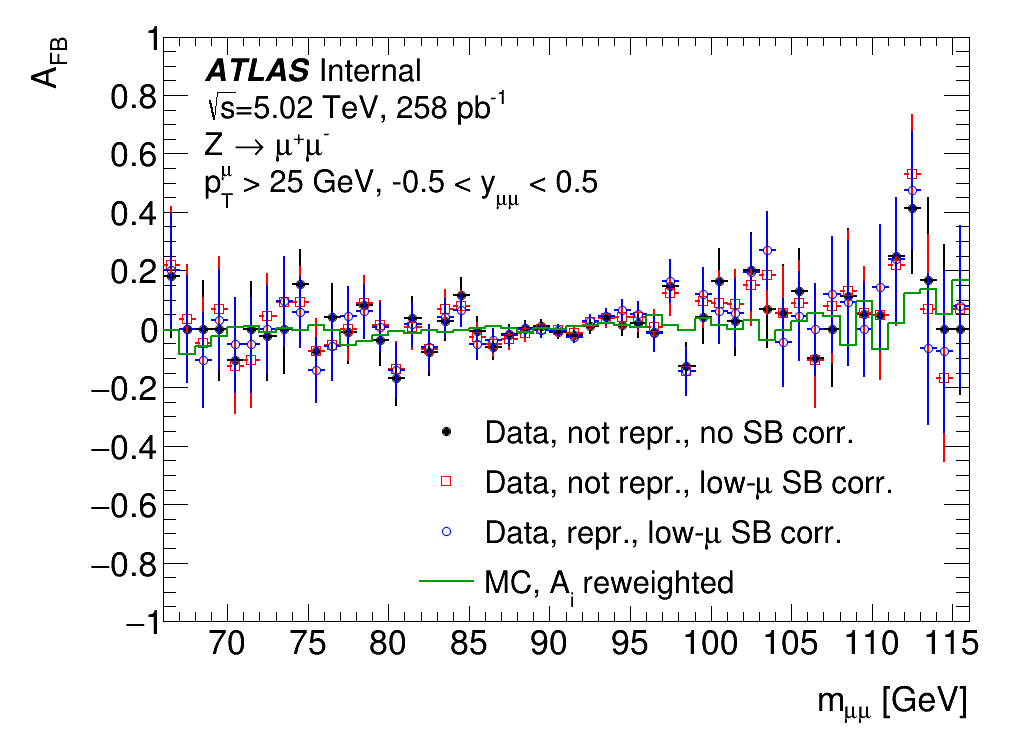 A_FB
ATLAS Internal
√s=5.02 TeV, 258 pb⁻¹
Z → μ⁺μ⁻
p_T^μ > 25 GeV, -0.5 < y_μμ < 0.5
1
0.8
0.6
0.4
0.2
0
−0.2
−0.4
−0.6
−0.8
−1
Data, not repr., no SB corr.
Data, not repr., low-μ SB corr.
Data, repr., low-μ SB corr.
MC, A_i reweighted
70 75 80 85 90 95 100 105 110 115
m_μμ [GeV]